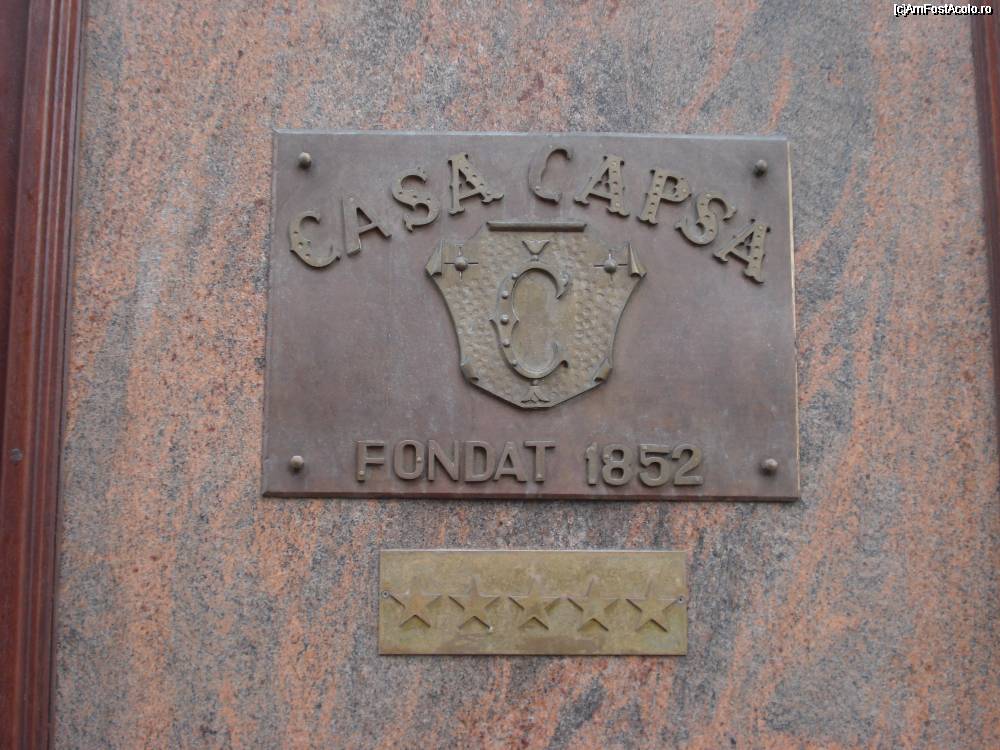 (c)AmFostAcolo.ro
CASA CAPSA
C
FONDAT 1852